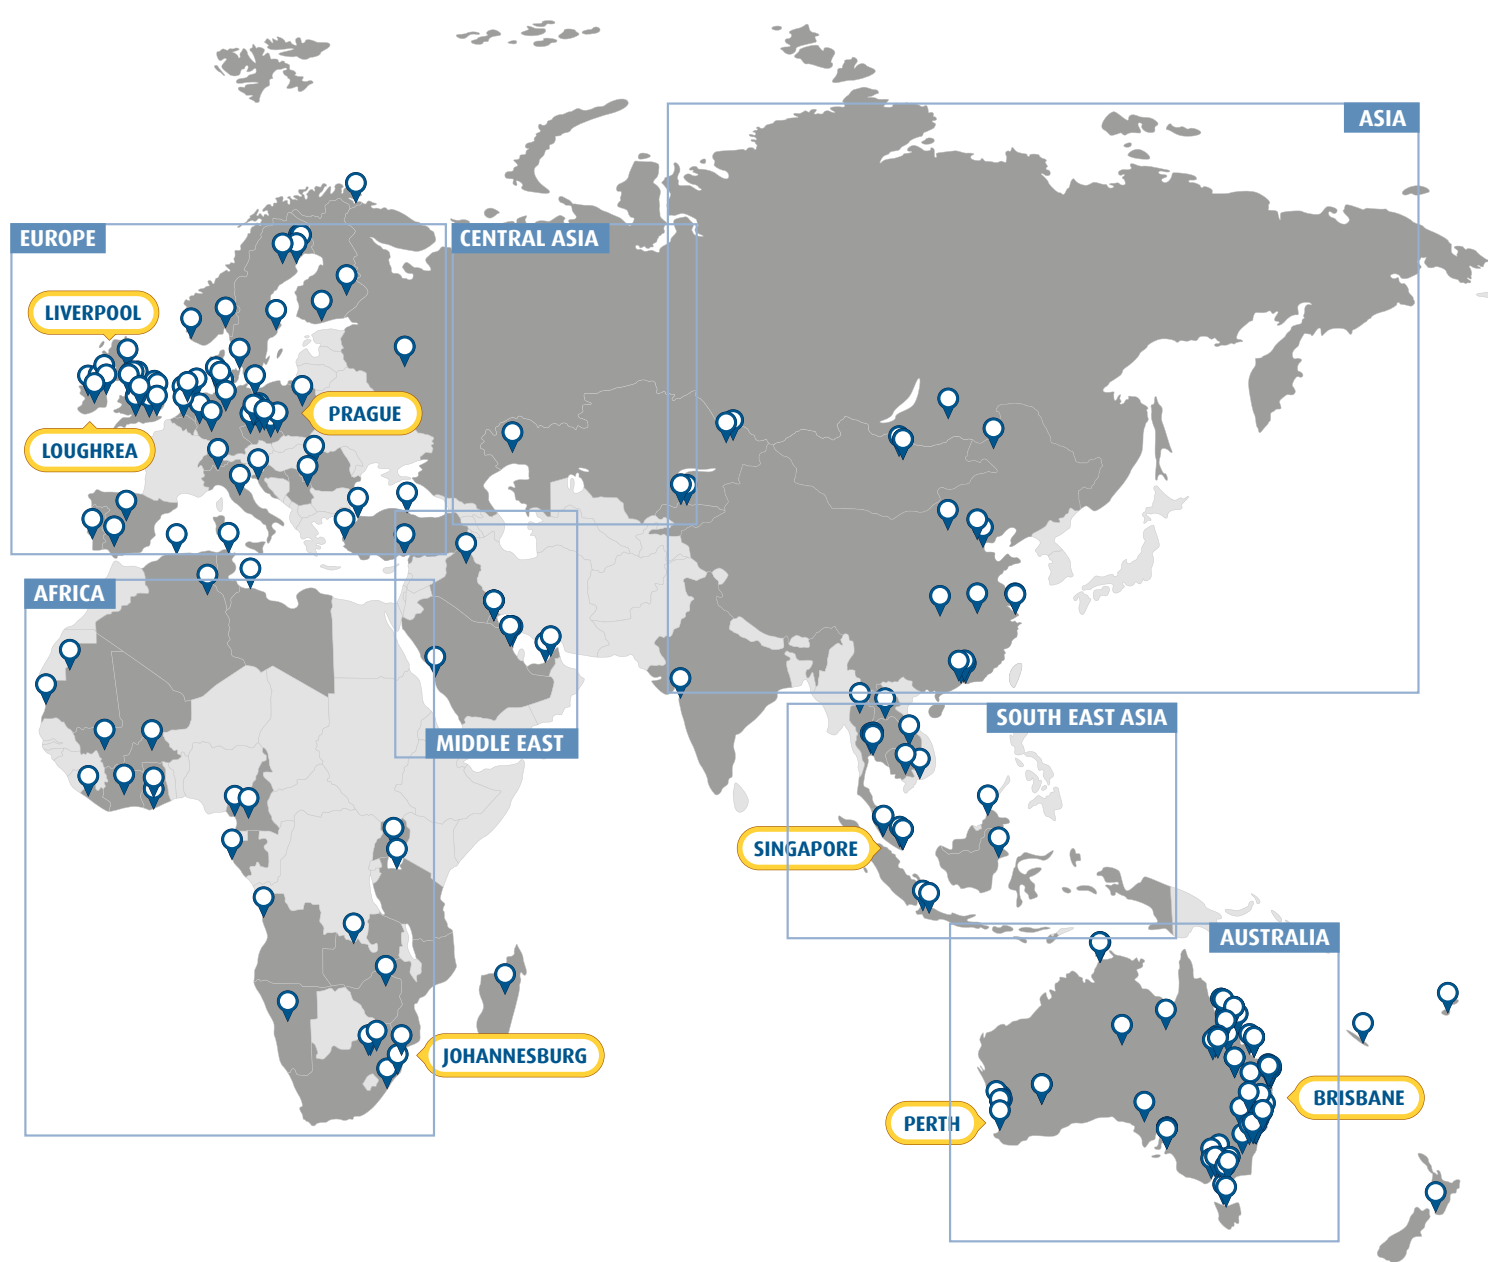 ASIA
EUROPE
CENTRAL ASIA
LIVERPOOL
PRAGUE
LOUGHREA
AFRICA
MIDDLE EAST
SOUTH EAST ASIA
SINGAPORE
AUSTRALIA
JOHANNESBURG
BRISBANE
PERTH